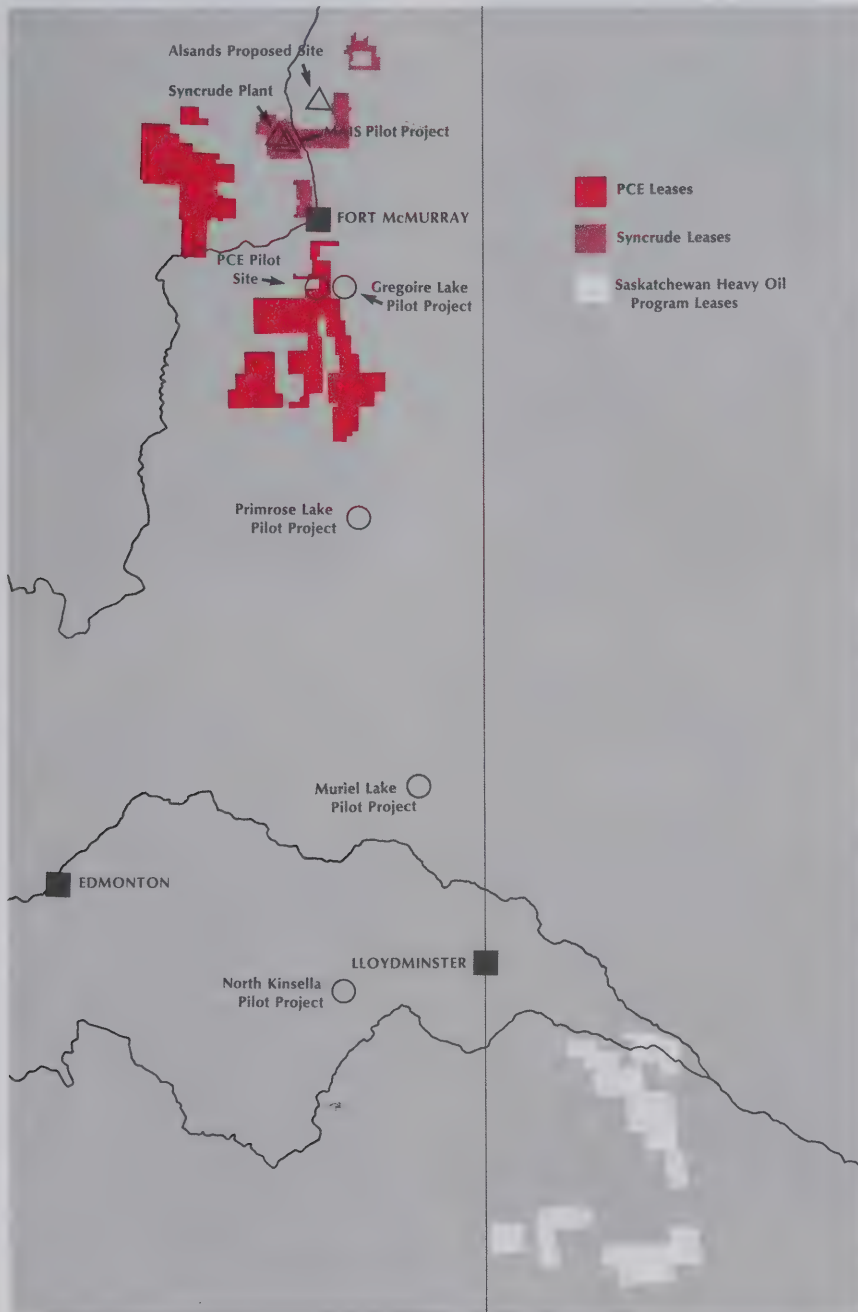 Alsands Proposed Site
Syncrude Plant
MAIS Pilot Project
PCE Leases
FORT McMURRAY
Syncrude Leases
PCE Pilot
Site
Gregoire Lake
Pilot Project
Saskatchewan Heavy Oil
Program Leases
Primrose Lake
Pilot Project
Muriel Lake
Pilot Project
EDMONTON
LLOYDMINSTER
North Kinsella
Pilot Project